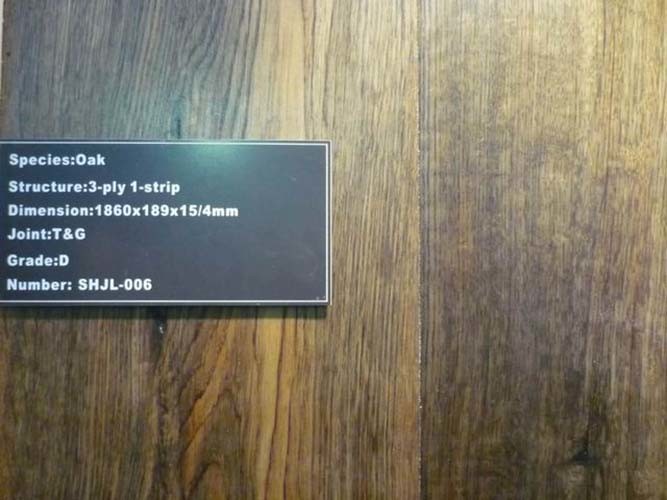 Species:Oak
Structure:3-ply 1-strip
Dimension:1860x189x15/4mm
Joint:T&G
Grade:D
Number: SHJL-006